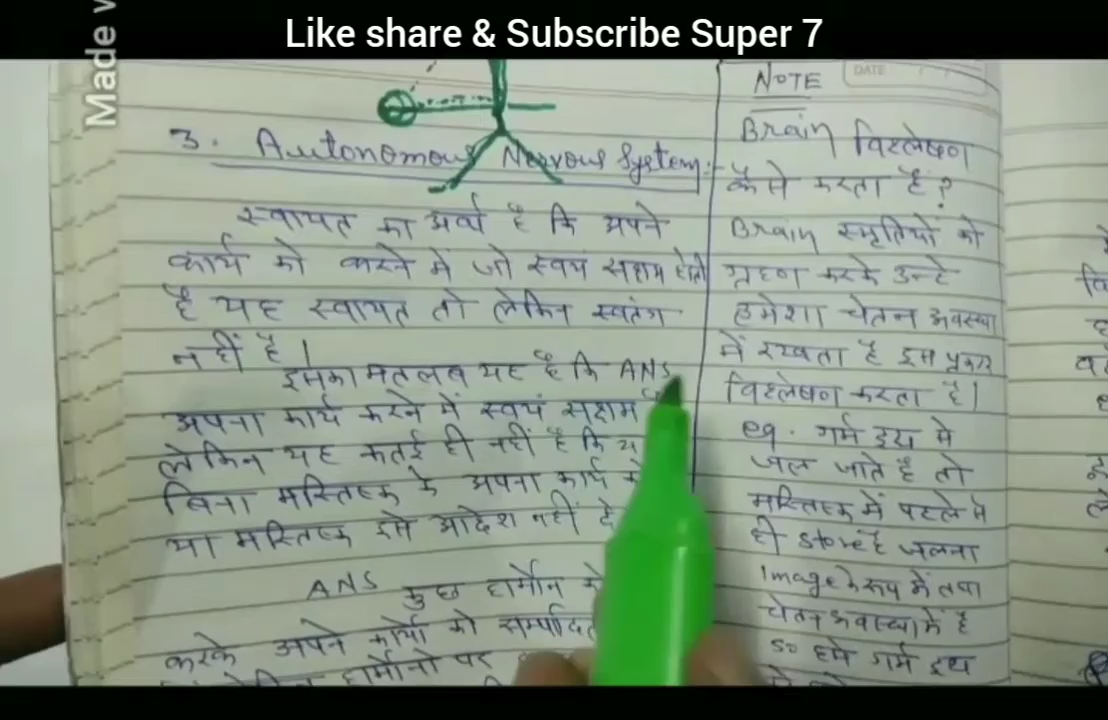 Like share & Subscribe Super 7
Made
3. Autonomous Nervous System:-
स्वायत का अर्थ है कि अपने
कार्य को करने में जो स्वयं सक्षम होती
है यह स्वायत तो लेकिन स्वतंत्र
नहीं है।
इसका मतलब यह है कि ANS
अपना कार्य करने में स्वयं सक्षम
लेकिन यह कतई ही नहीं है कि
बिना मस्तिष्क के अपना कार्य
या मस्तिष्क इसे आदेश नहीं
ANS कुछ हार्मोन
करके अपने कार्यो को सम्पादित
हार्मोनो पर
NOTE
DATE
Brain विश्लेषण
कैसे करता है?
Brain स्मृतियों को
ग्रहण करके उन्हे
हमेशा चेतन अवस्था
में रखता है इस प्रकार
विश्लेषण करता है।
eg. गर्म दूध मे
जल जाते है तो
मस्तिष्क में पहले से
ही store है जलना
Image के रूप में तथा
चेतन अवस्था में है
so हमे गर्म दूध